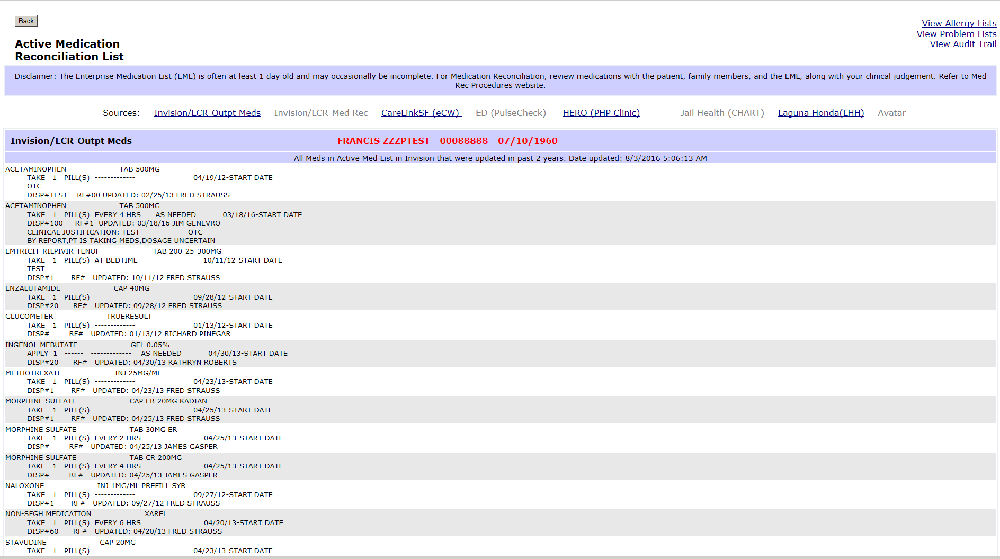 Back
View Allergy Lists
View Problem Lists
View Audit Trail
Active Medication
Reconciliation List
Disclaimer: The Enterprise Medication List (EML) is often at least 1 day old and may occasionally be incomplete. For Medication Reconciliation, review medications with the patient, family members, and the EML, along with your clinical judgement. Refer to Med
Rec Procedures website.
Sources: Invision/LCR-Outpt Meds Invision/LCR-Med Rec CareLinkSF (eCW) ED (PulseCheck) HERO (PHP Clinic) Jail Health (CHART) Laguna Honda(LHH) Avatar
Invision/LCR-Outpt Meds FRANCIS ZZZPTEST - 00088888 - 07/10/1960
All Meds in Active Med List in Invision that were updated in past 2 years. Date updated: 8/3/2016 5:06:13 AM
ACETAMINOPHEN TAB 500MG
TAKE 1 PILL(S) ------------- 04/19/12-START DATE
OTC
DISP#TEST RF#00 UPDATED: 02/25/13 FRED STRAUSS
ACETAMINOPHEN TAB 500MG
TAKE 1 PILL(S) EVERY 4 HRS AS NEEDED 03/18/16-START DATE
DISP#100 RF#1 UPDATED: 03/18/16 JIM GENEVRO
CLINICAL JUSTIFICATION: TEST OTC
BY REPORT,PT IS TAKING MEDS,DOSAGE UNCERTAIN
EMTRICIT-RILPIVIR-TENOF TAB 200-25-300MG
TAKE 1 PILL(S) AT BEDTIME 10/11/12-START DATE
TEST
DISP#1 RF# UPDATED: 10/11/12 FRED STRAUSS
ENZALUTAMIDE CAP 40MG
TAKE 1 PILL(S) ------------- 09/28/12-START DATE
DISP#20 RF# UPDATED: 09/28/12 FRED STRAUSS
GLUCOMETER TRUERESULT
TAKE 1 PILL(S) ------------- 01/13/12-START DATE
DISP# RF# UPDATED: 01/13/12 RICHARD PINEGAR
INGENOL MEBUTATE GEL 0.05%
APPLY 1 ------ ------------- AS NEEDED 04/30/13-START DATE
DISP#20 RF# UPDATED: 04/30/13 KATHRYN ROBERTS
METHOTREXATE INJ 25MG/ML
TAKE 1 PILL(S) ------------- 04/23/13-START DATE
DISP#1 RF# UPDATED: 04/23/13 FRED STRAUSS
MORPHINE SULFATE CAP ER 20MG KADIAN
TAKE 1 PILL(S) ------------- 04/25/13-START DATE
DISP#1 RF# UPDATED: 04/25/13 FRED STRAUSS
MORPHINE SULFATE TAB 30MG ER
TAKE 1 PILL(S) EVERY 2 HRS 04/25/13-START DATE
DISP# RF# UPDATED: 04/25/13 JAMES GASPER
MORPHINE SULFATE TAB CR 200MG
TAKE 1 PILL(S) EVERY 4 HRS 04/25/13-START DATE
DISP# RF# UPDATED: 04/25/13 JAMES GASPER
NALOXONE INJ 1MG/ML PREFILL SYR
TAKE 1 PILL(S) ------------- 09/27/12-START DATE
DISP#1 RF# UPDATED: 09/27/12 FRED STRAUSS
NON-SFGH MEDICATION XAREL
TAKE 1 PILL(S) EVERY 6 HRS 04/20/13-START DATE
DISP#60 RF# UPDATED: 04/20/13 FRED STRAUSS
STAVUDINE CAP 20MG
TAKE 1 PILL(S) ------------- 04/23/13-START DATE